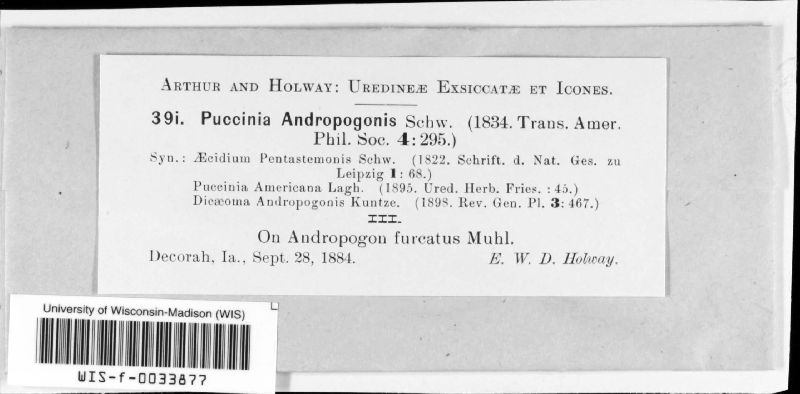 ARTHUR AND HOLWAY: UREDINEÆ EXSICCATÆ ET ICONES.
39i. Puccinia Andropogonis Schw. (1834. Trans. Amer.
Phil. Soc. 4: 295.)
Syn.: Æcidium Pentastemonis Schw. (1822. Schrift. d. Nat. Ges. zu
Leipzig 1: 68.)
Puccinia Americana Lagh. (1895. Ured. Herb. Fries. : 45.)
Dicæoma Andropogonis Kuntze. (1898. Rev. Gen. Pl. 3: 467.)
III.
On Andropogon furcatus Muhl.
Decorah, Ia., Sept. 28, 1884. E. W. D. Holway.
University of Wisconsin-Madison (WIS)
WIS-f-0033877